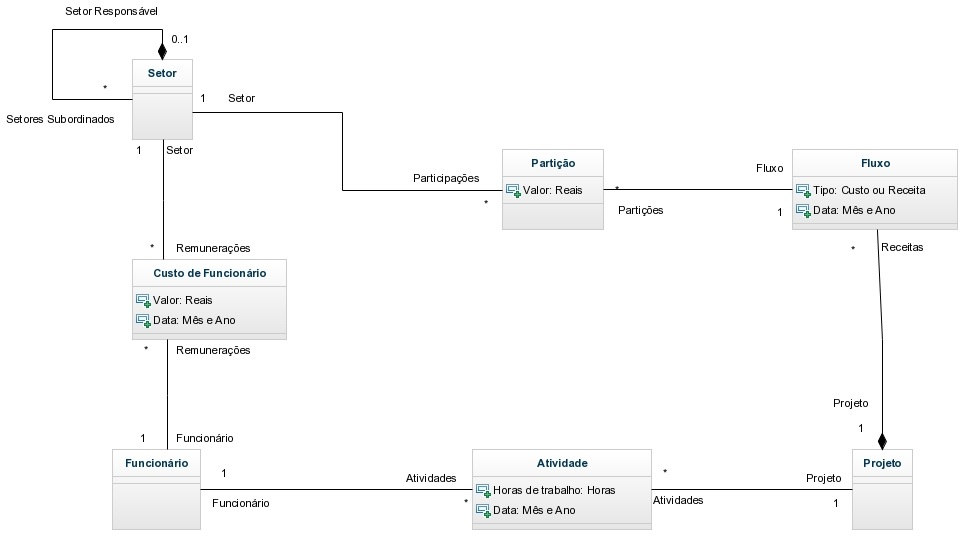 Setor Responsável
0..1
Setor
*
1
Setor
Setores Subordinados
1
Setor
Partição
Fluxo
Fluxo
Participações
Valor: Reais
*
Tipo: Custo ou Receita
*
Partições
1
Data: Mês e Ano
*
Remunerações
*
Receitas
Custo de Funcionário
Valor: Reais
Data: Mês e Ano
*
Remunerações
Projeto
1
1
Funcionário
Funcionário
1
Atividades
Atividade
*
Projeto
Projeto
Horas de trabalho: Horas
Funcionário
*
Atividades
1
Data: Mês e Ano